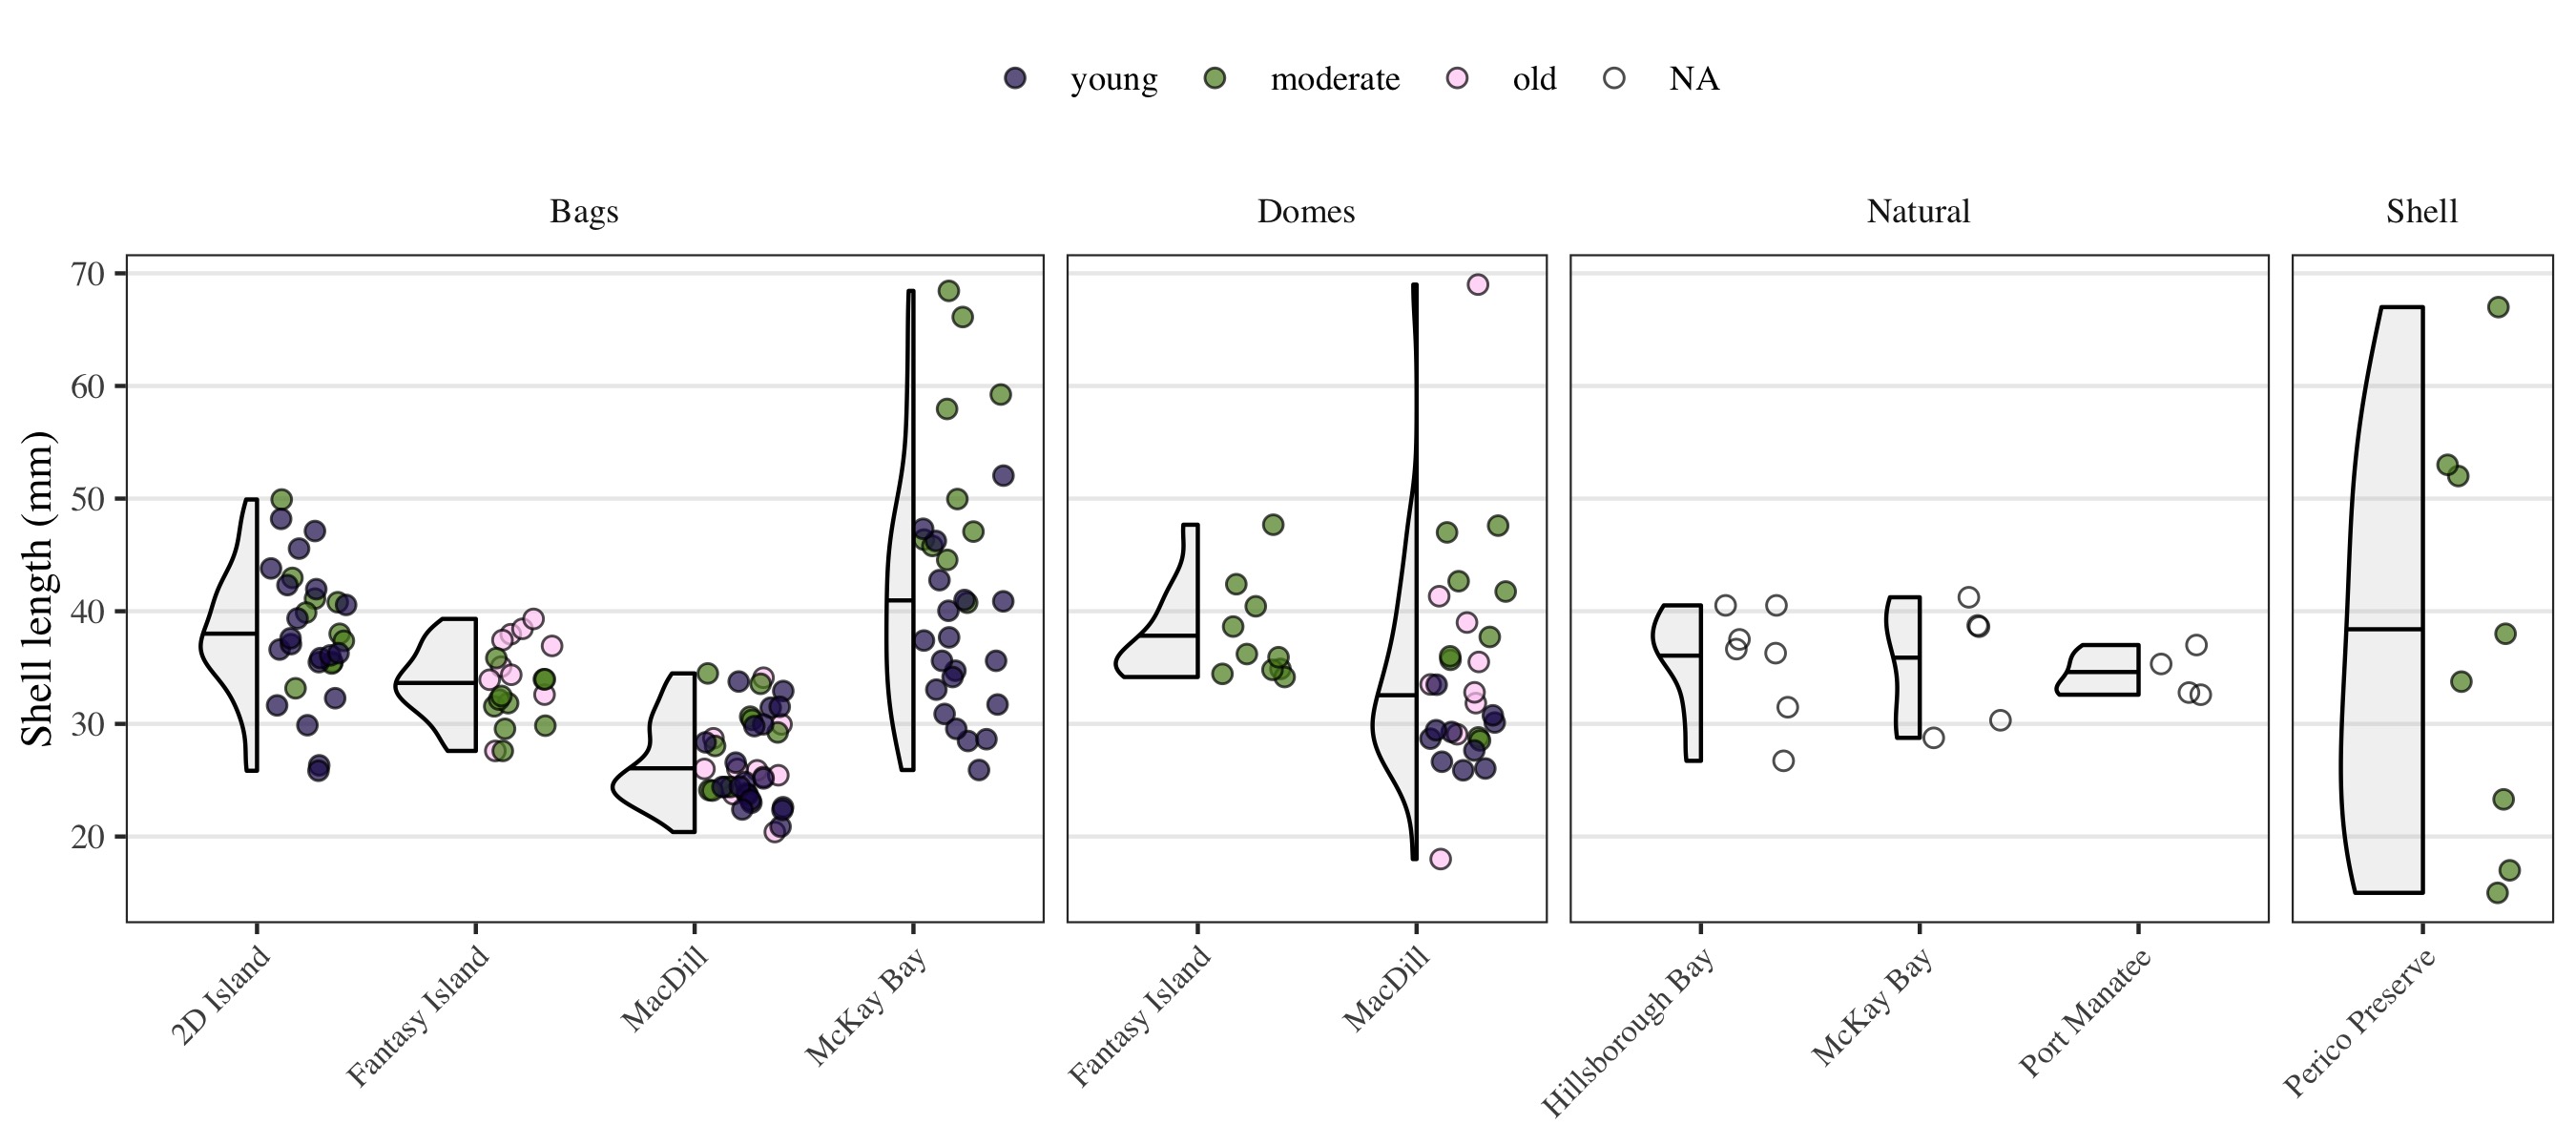 young moderate old NA
Bags Domes Natural Shell
Shell length (mm)
70
60
50
40
30
20
2D Island
Fantasy Island
MacDill
McKay Bay
Fantasy Island
MacDill
Hillsborough Bay
McKay Bay
Port Manatee
Perico Preserve